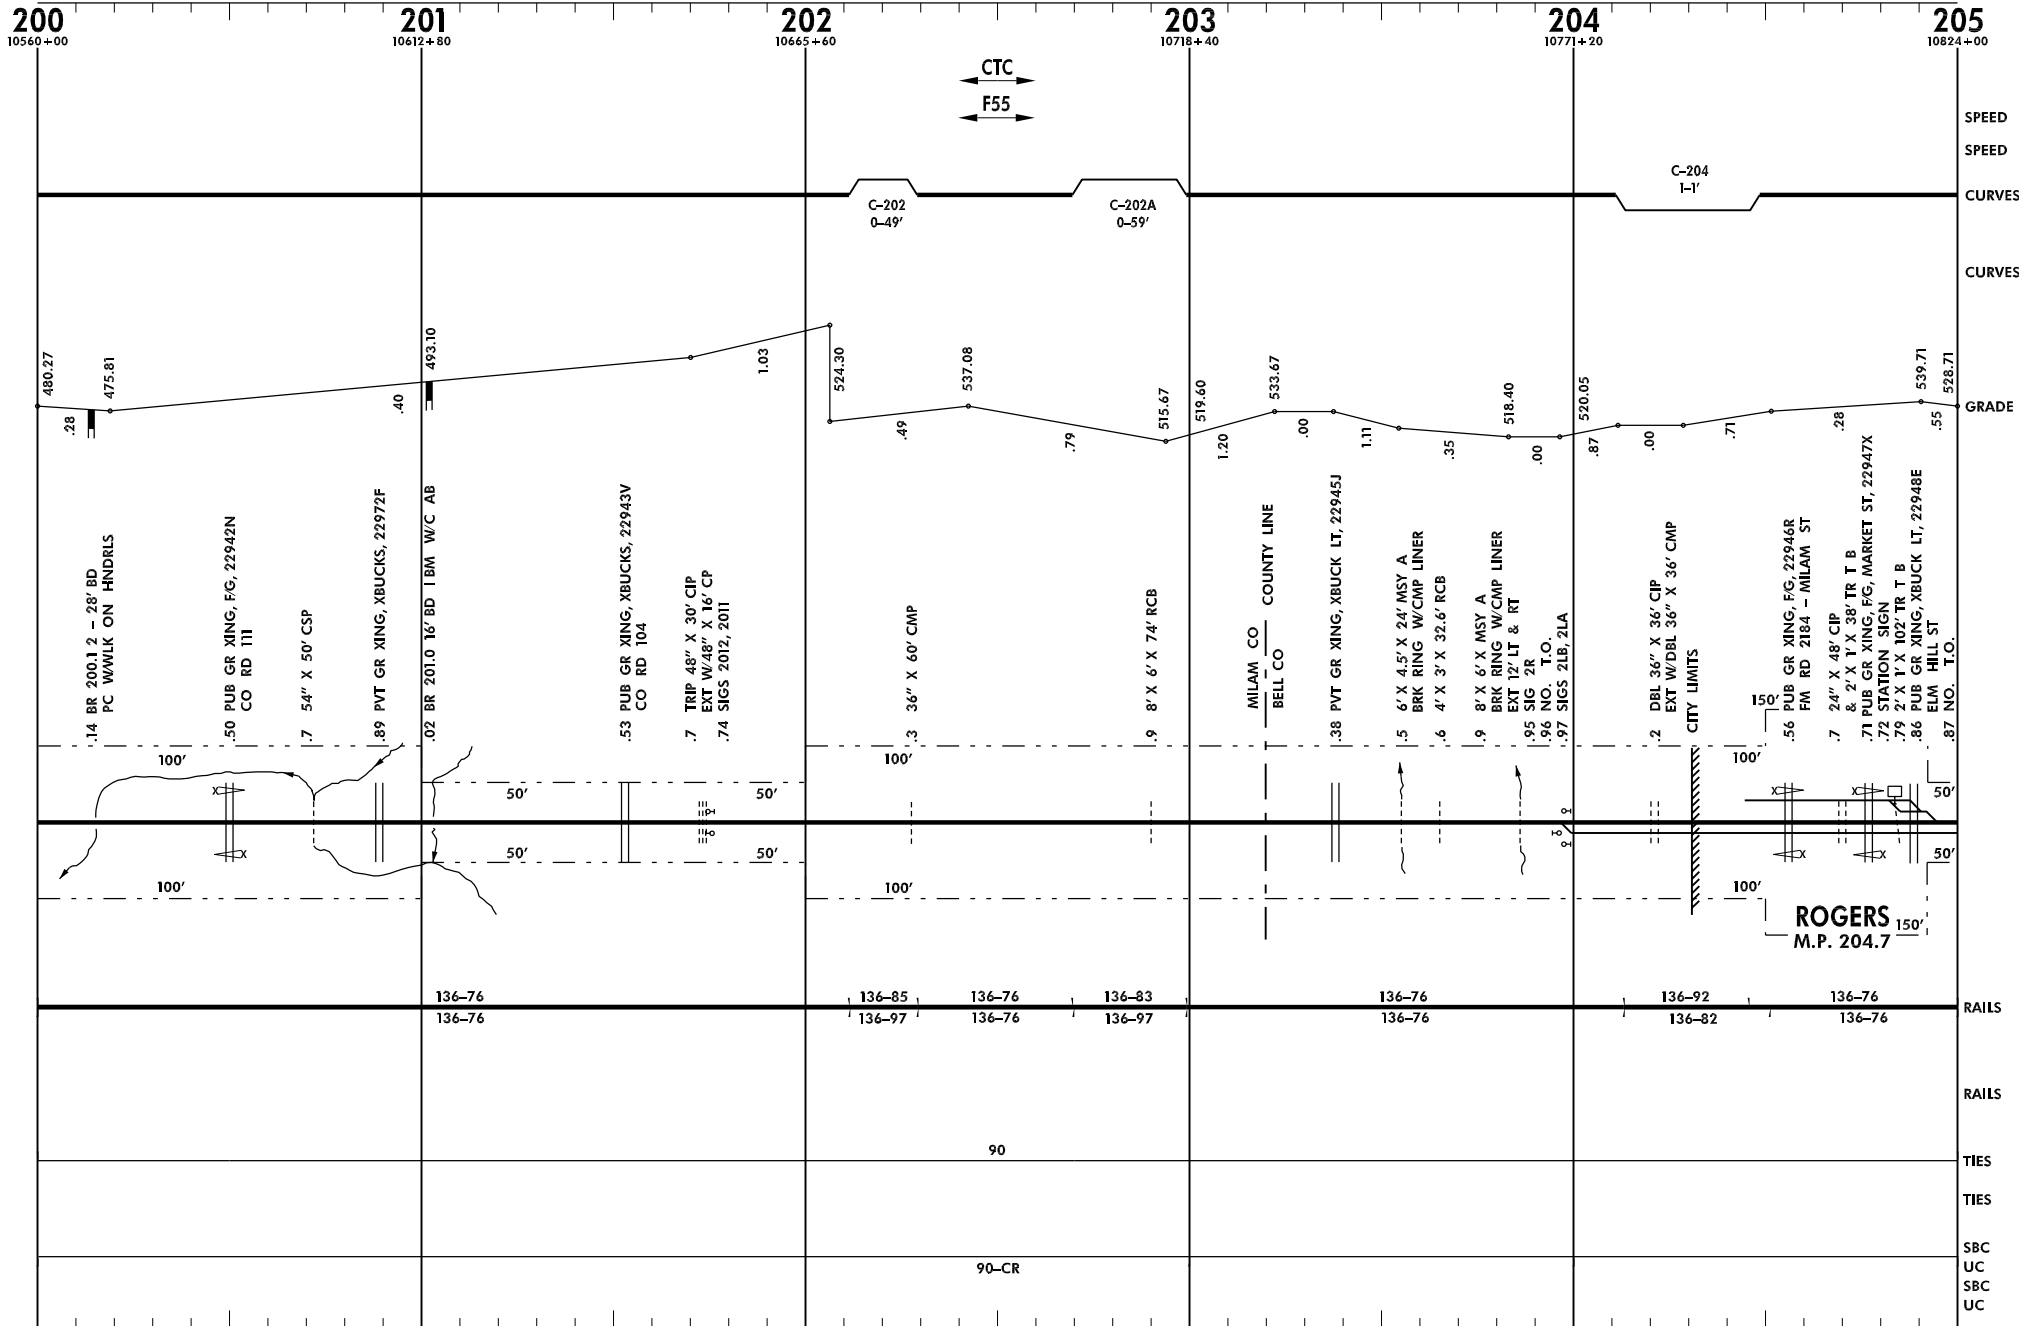 200 201 202 203 204 205
10560+00 10612+80 10665+60 10718+40 10771+20 10824+00
CTC
F55
SPEED
SPEED
C–204
1–1'
CURVES
C–202
0–49'
C–202A
0–59'
CURVES
480.27
475.81
493.10
524.30
537.08
515.67
519.60
533.67
518.40
520.05
539.71
528.71
GRADE
.28
.40
1.03
.49
.79
1.20
.00
1.11
.35
.00
.87
.00
.71
.28
.55
.14 BR 200.1 2 – 28' BD
PC W/WLK ON HNDRLS
.50 PUB GR XING, F/G, 22942N
CO RD 111
.7 54" X 50' CSP
.89 PVT GR XING, XBUCKS, 22972F
.02 BR 201.0 16' BD I BM W/C AB
.53 PUB GR XING, XBUCKS, 22943V
CO RD 104
.7 TRIP 48" X 30' CIP
EXT W/48" X 16' CP
.74 SIGS 2012, 2011
.3 36" X 60' CMP
.9 8' X 6' X 74' RCB
MILAM CO
BELL CO
COUNTY LINE
.38 PVT GR XING, XBUCK LT, 22945J
.5 6' X 4.5' X 24' MSY A
BRK RING W/CMP LINER
.6 4' X 3' X 32.6' RCB
.9 8' X 6' X MSY A
BRK RING W/CMP LINER
EXT 12' LT & RT
.95 SIG 2R
.96 NO. T.O.
.97 SIGS 2LB, 2LA
.2 DBL 36" X 36' CIP
EXT W/DBL 36" X 36' CMP
CITY LIMITS
.56 PUB GR XING, F/G, 22946R
FM RD 2184 – MILAM ST
.7 24" X 48' CIP
& 2' X 1' X 38' TR T B
.71 PUB GR XING, F/G, MARKET ST, 22947X
.72 STATION SIGN
.79 2' X 1' X 102' TR T B
.86 PUB GR XING, XBUCK LT, 22948E
ELM HILL ST
.87 NO. T.O.
150'
100' 100' 100'
50' 50' 50'
X X X
50' 50' 50'
X X X
100' 100' 100'
ROGERS 150'
M.P. 204.7
136–76 136–85 136–76 136–83 136–76 136–92 136–76
RAILS
136–76 136–97 136–76 136–97 136–76 136–82 136–76
RAILS
90
TIES
TIES
SBC
90–CR
UC
SBC
UC